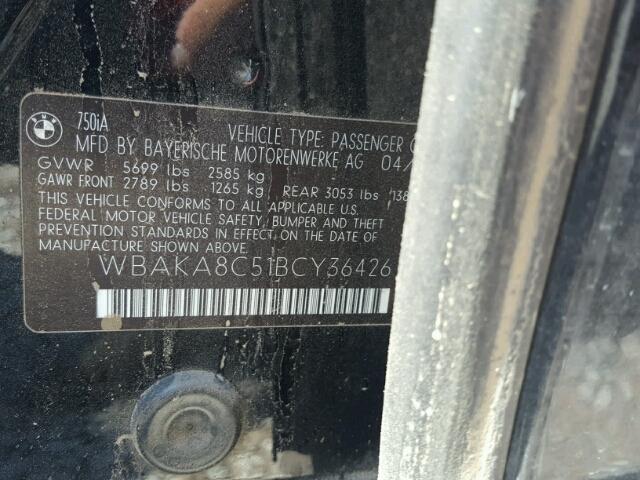 BMW
750iA
VEHICLE TYPE: PASSENGER
MFD BY BAYERISCHE MOTORENWERKE AG 04/
GVWR 5699 lbs 2585 kg
GAWR FRONT 2789 lbs 1265 kg REAR 3053 lbs 138
THIS VEHICLE CONFORMS TO ALL APPLICABLE U.S.
FEDERAL MOTOR VEHICLE SAFETY, BUMPER AND THEFT
PREVENTION STANDARDS IN EFFECT ON THE DATE
OF MANUFACTURE SHOWN ABOVE.
WBAKA8C51BCY36426